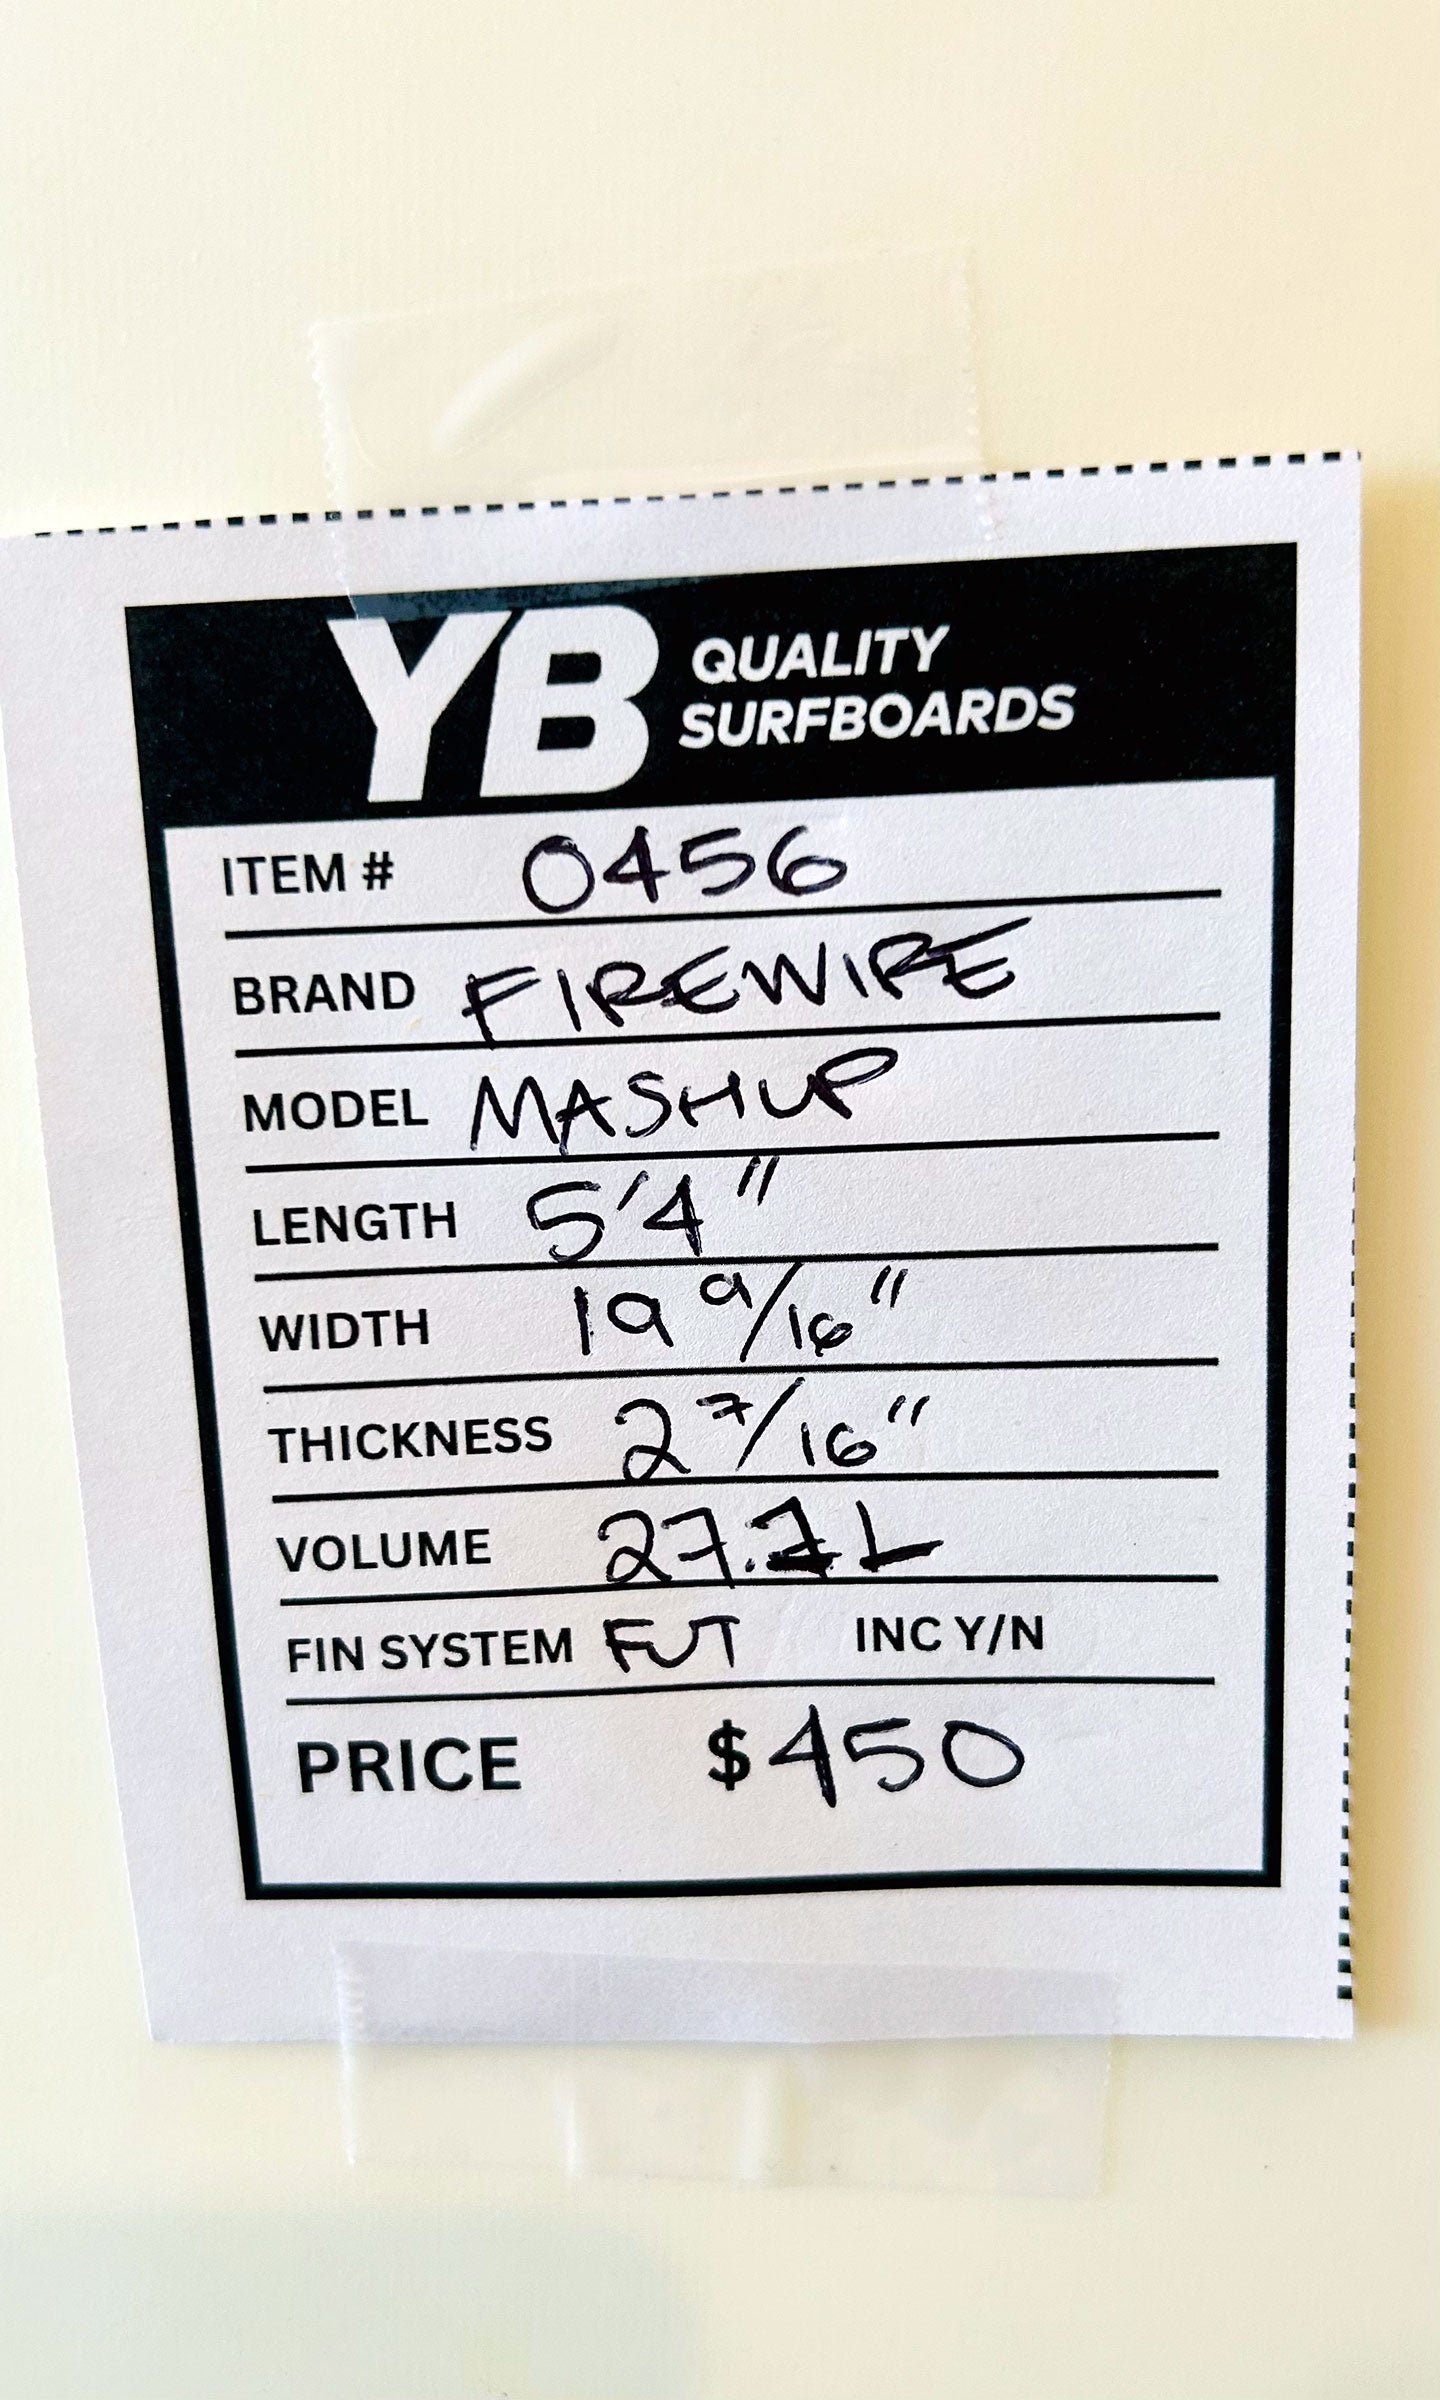 YB QUALITY
SURFBOARDS
ITEM # 0456
BRAND FIREWIRE
MODEL MASHUP
LENGTH 5'4"
WIDTH 19 9/16"
THICKNESS 2 7/16"
VOLUME 27.2 L
FIN SYSTEM FUT INC Y/N
PRICE $450